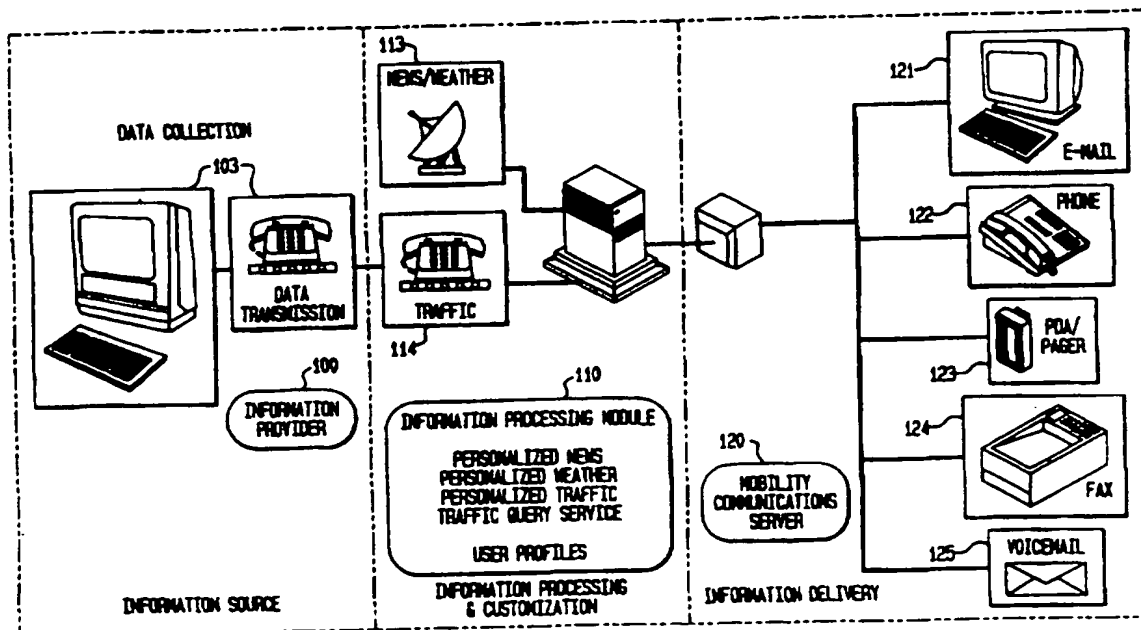 DATA COLLECTION
103
DATA
TRANSMISSION
100
INFORMATION
PROVIDER
INFORMATION SOURCE
113
NEWS/WEATHER
TRAFFIC
114
110
INFORMATION PROCESSING MODULE
PERSONALIZED NEWS
PERSONALIZED WEATHER
PERSONALIZED TRAFFIC
TRAFFIC QUERY SERVICE
USER PROFILES
INFORMATION PROCESSING
& CUSTOMIZATION
120
MOBILITY
COMMUNICATIONS
SERVER
INFORMATION DELIVERY
121
E-MAIL
122
PHONE
PDA/
PAGER
123
124
FAX
125
VOICEMAIL